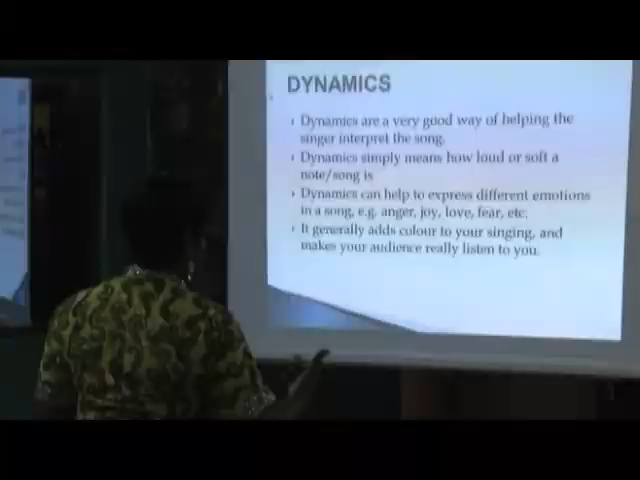 DYNAMICS
Dynamics are a very good way of helping the
singer interpret the song.
Dynamics simply means how loud or soft a
note/song is
Dynamics can help to express different emotions
in a song, e.g. anger, joy, love, fear, etc.
It generally adds colour to your singing, and
makes your audience really listen to you.